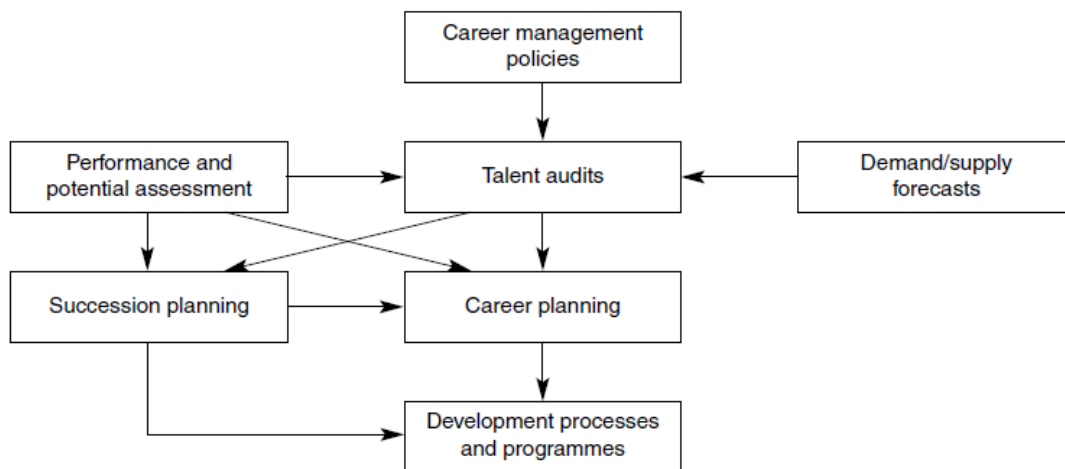 Career management
policies
Performance and
potential assessment
Talent audits
Demand/supply
forecasts
Succession planning
Career planning
Development processes
and programmes